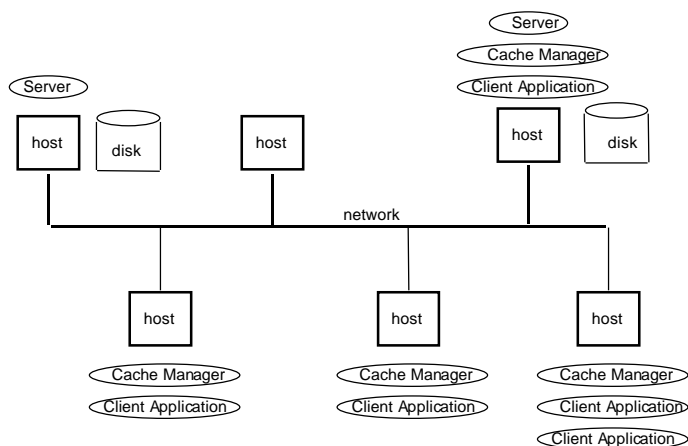 Server
Cache Manager
Client Application
Server
host
disk
host
host
disk
network
host
host
host
Cache Manager
Cache Manager
Cache Manager
Client Application
Client Application
Client Application
Client Application